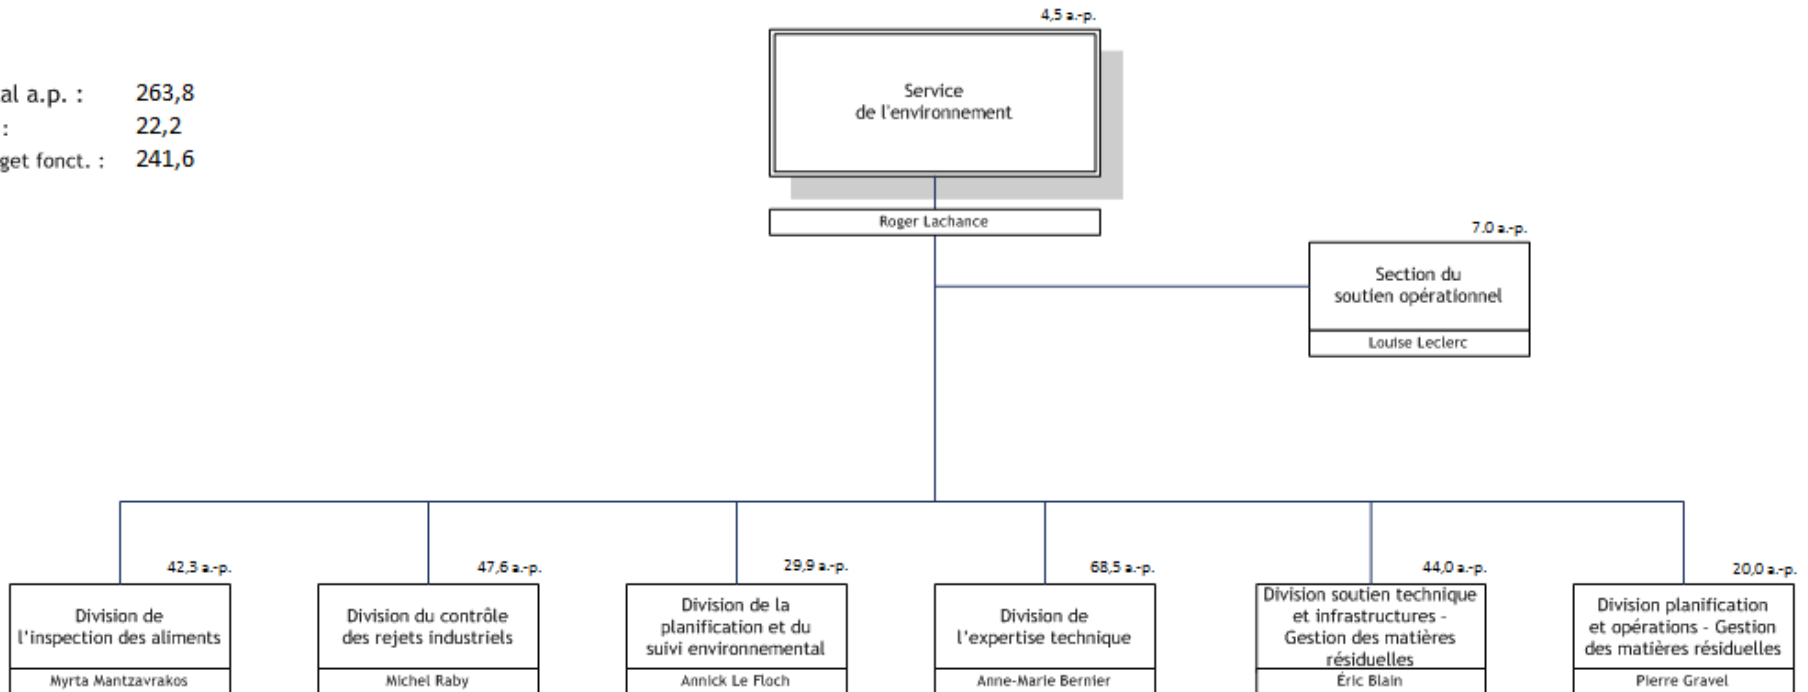 4,5 a.-p.
al a.p. : 263,8
: 22,2
get fonct. : 241,6
Service
de l'environnement
Roger Lachance
7.0 a.-p.
Section du
soutien opérationnel
Louise Leclerc
42,3 a.-p.
Division de
l'inspection des aliments
Myrta Mantzavrakos
47,6 a.-p.
Division du contrôle
des rejets industriels
Michel Raby
29,9 a.-p.
Division de la
planification et du
suivi environnemental
Annick Le Floch
68,5 a.-p.
Division de
l'expertise technique
Anne-Marie Bernier
44,0 a.-p.
Division soutien technique
et infrastructures -
Gestion des matières
résiduelles
Éric Blain
20,0 a.-p.
Division planification
et opérations - Gestion
des matières résiduelles
Pierre Gravel